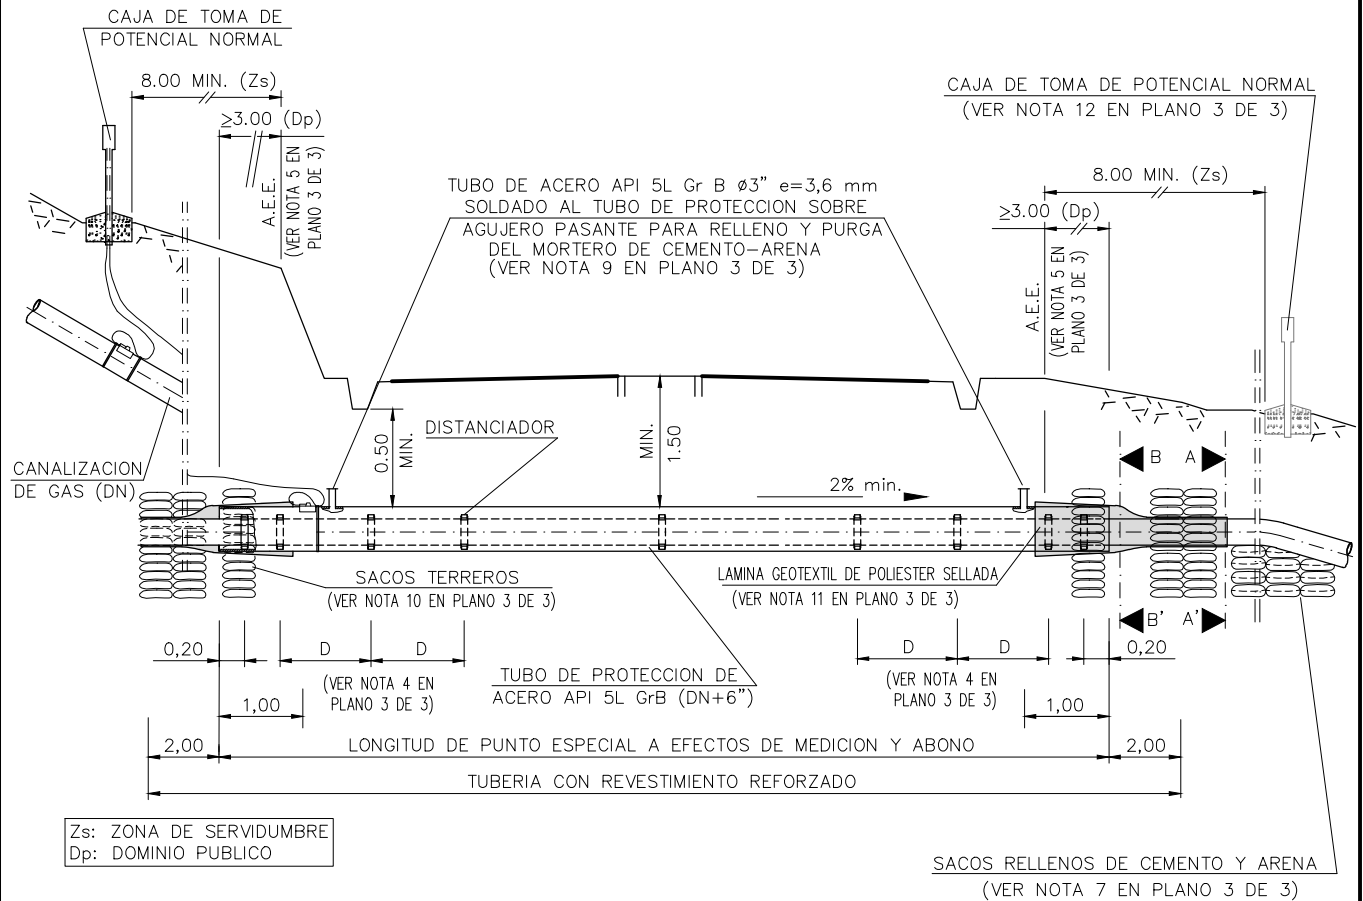 CAJA DE TOMA DE
POTENCIAL NORMAL
8.00 MIN. (Zs)
≥3.00 (Dp)
A.E.E.
(VER NOTA 5 EN
PLANO 3 DE 3)
CAJA DE TOMA DE POTENCIAL NORMAL
(VER NOTA 12 EN PLANO 3 DE 3)
8.00 MIN. (Zs)
≥3.00 (Dp)
A.E.E.
(VER NOTA 5 EN
PLANO 3 DE 3)
TUBO DE ACERO API 5L Gr B ø3" e=3,6 mm
SOLDADO AL TUBO DE PROTECCION SOBRE
AGUJERO PASANTE PARA RELLENO Y PURGA
DEL MORTERO DE CEMENTO-ARENA
(VER NOTA 9 EN PLANO 3 DE 3)
0.50
MIN.
DISTANCIADOR
MIN.
1.50
2% min.
B A
CANALIZACION
DE GAS (DN)
SACOS TERREROS
(VER NOTA 10 EN PLANO 3 DE 3)
LAMINA GEOTEXTIL DE POLIESTER SELLADA
(VER NOTA 11 EN PLANO 3 DE 3)
B' A'
0,20
D
D
(VER NOTA 4 EN
PLANO 3 DE 3)
TUBO DE PROTECCION DE
ACERO API 5L GrB (DN+6")
D
D
(VER NOTA 4 EN
PLANO 3 DE 3)
0,20
1,00
1,00
2,00
LONGITUD DE PUNTO ESPECIAL A EFECTOS DE MEDICION Y ABONO
2,00
TUBERIA CON REVESTIMIENTO REFORZADO
Zs: ZONA DE SERVIDUMBRE
Dp: DOMINIO PUBLICO
SACOS RELLENOS DE CEMENTO Y ARENA
(VER NOTA 7 EN PLANO 3 DE 3)